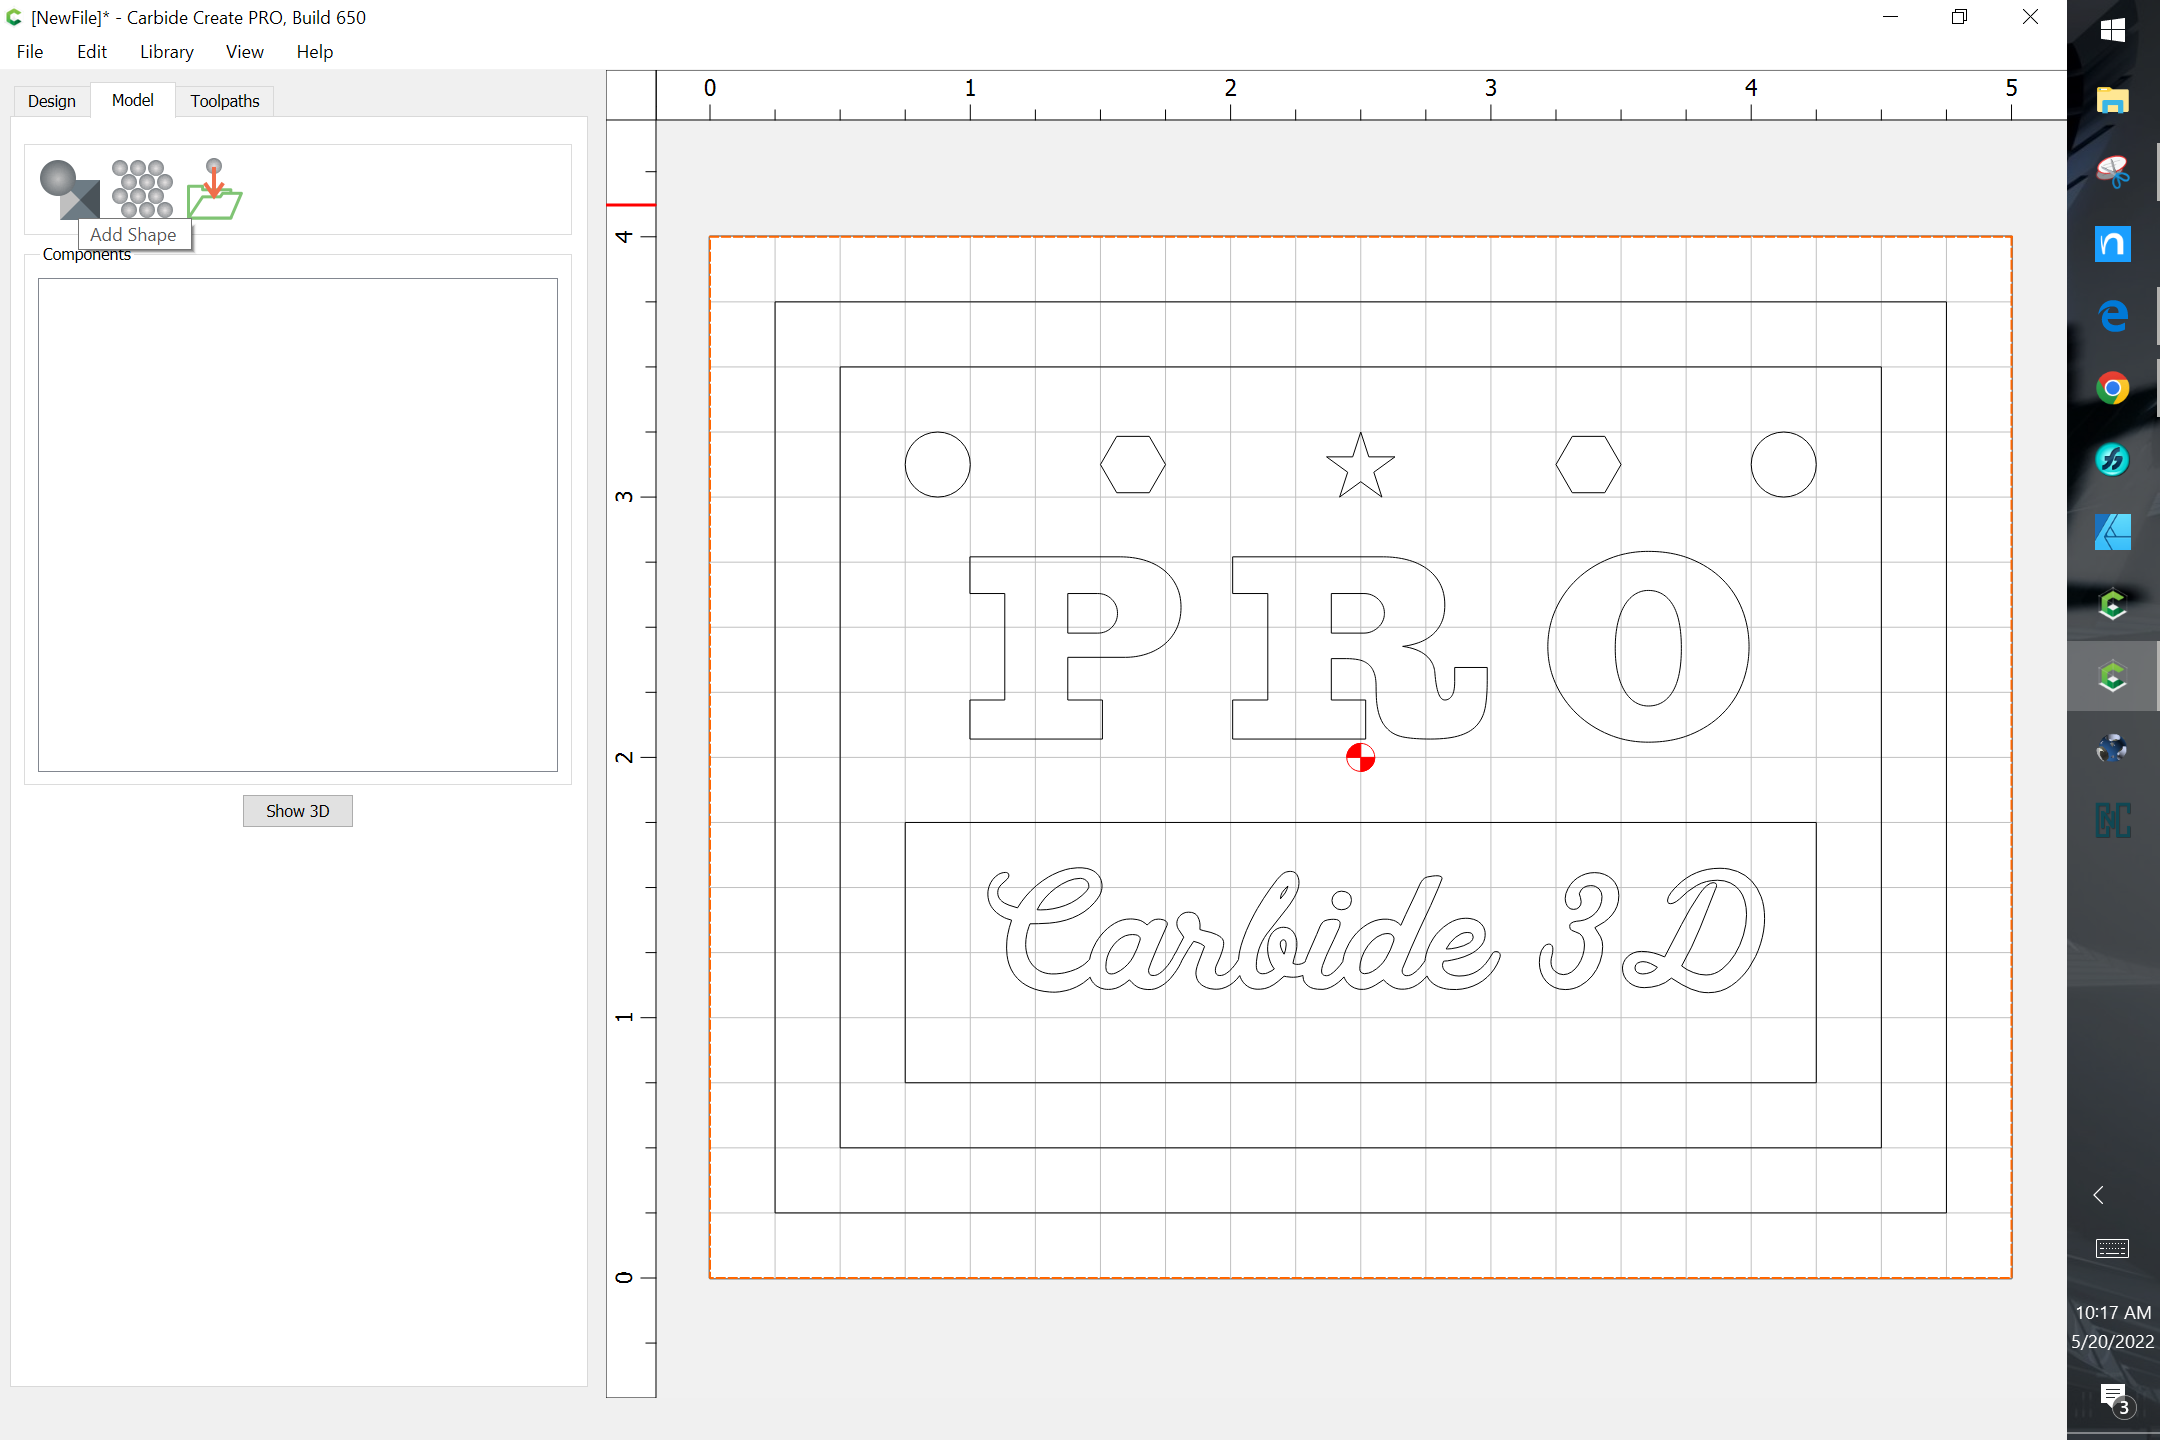 [NewFile]* - Carbide Create PRO, Build 650
File Edit Library View Help
Design Model Toolpaths
Add Shape
Components
Show 3D
0 1 2 3 4 5
4
3
2
1
0
PRO
Carbide 3D
10:17 AM
5/20/2022
3